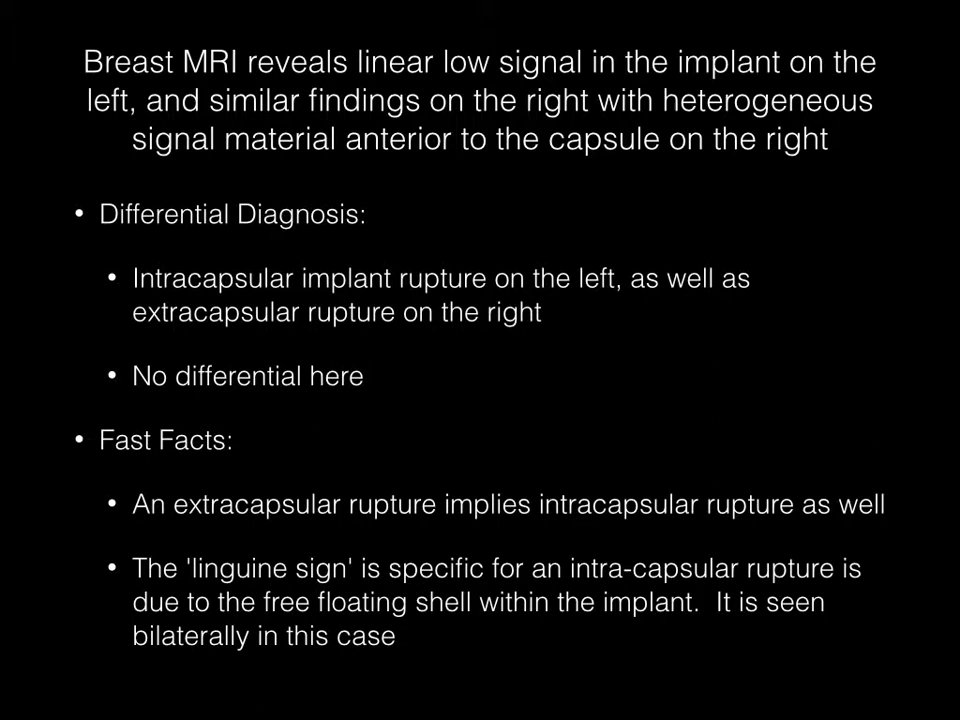 Breast MRI reveals linear low signal in the implant on the
left, and similar findings on the right with heterogeneous
signal material anterior to the capsule on the right
• Differential Diagnosis:
• Intracapsular implant rupture on the left, as well as
extracapsular rupture on the right
• No differential here
• Fast Facts:
• An extracapsular rupture implies intracapsular rupture as well
• The 'linguine sign' is specific for an intra-capsular rupture is
due to the free floating shell within the implant.  It is seen
bilaterally in this case